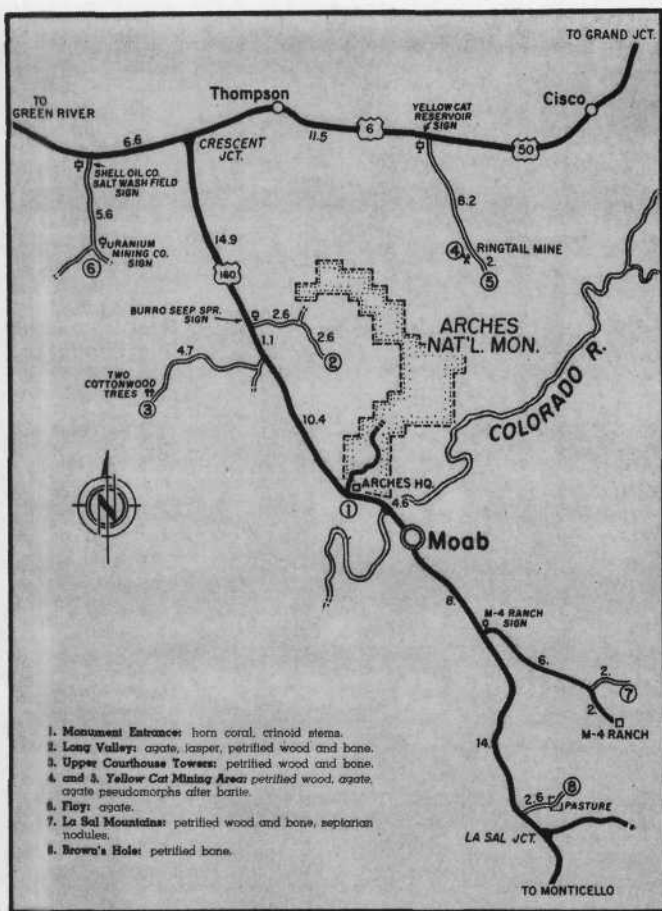 TO GRAND JCT.
TO
GREEN RIVER
Thompson
YELLOW CAT
RESERVOIR
SIGN
Cisco
6.6
CRESCENT
JCT.
11.5
6
50
SHELL OIL CO.
SALT WASH FIELD
SIGN
5.6
URANIUM
MINING CO.
SIGN
6
14.9
160
8.2
4
RINGTAIL MINE
2.
5
BURRO SEEP SPR.
SIGN
2.6
2.6
2
1.1
ARCHES
NAT'L. MON.
4.7
TWO
COTTONWOOD
TREES
3
10.4
COLORADO R.
N
ARCHES HQ.
1
4.6
Moab
8.
M-4 RANCH
SIGN
6.
2.
7
2.
M-4 RANCH
14.
8
2.6
PASTURE
LA SAL JCT.
TO MONTICELLO
1. Monument Entrance: horn coral, crinoid stems.
2. Long Valley: agate, jasper, petrified wood and bone.
3. Upper Courthouse Towers: petrified wood and bone.
4. and 5. Yellow Cat Mining Area: petrified wood, agate,
agate pseudomorphs after barite.
6. Floy: agate.
7. La Sal Mountains: petrified wood and bone, septarian
nodules.
8. Brown's Hole: petrified bone.